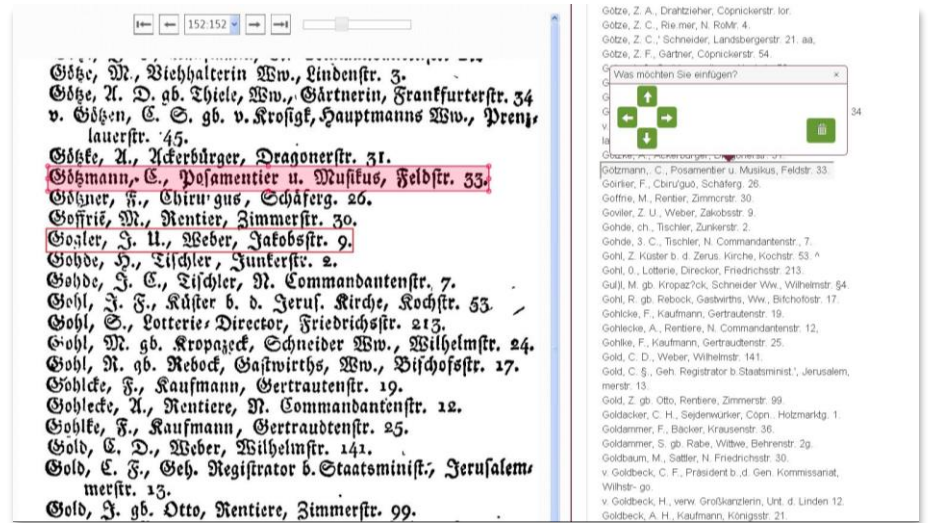 152:152
Götze, M., Viehhalterin Ww., Lindenstr. 3.
Götze, A. D. gb. Thiele, Ww., Gärtnerin, Frankfurterstr. 34
v. Götzen, C. S. gb. v. Krosigk, Hauptmanns Ww., Prenz-
lauerstr. 45.
Götzke, A., Ackerbürger, Dragonerstr. 31.
Götzmann, C., Posamentier u. Musikus, Feldstr. 33.
Götzner, F., Chirurgus, Schäferg. 26.
Goffrié, M., Rentier, Zimmerstr. 30.
Gogler, J. U., Weber, Jakobsstr. 9.
Gohde, H., Tischler, Junkerstr. 2.
Gohde, J. C., Tischler, N. Commandantenstr. 7.
Gohl, J. F., Küster b. d. Jerus. Kirche, Kochstr. 53
Gohl, S., Lotterie-Director, Friedrichsstr. 213.
Gohl, M. gb. Kropazeck, Schneider Ww., Wilhelmstr. 24.
Gohl, R. gb. Rebock, Gastwirths, Ww., Bischofsstr. 17.
Gohlcke, F., Kaufmann, Gertrautenstr. 19.
Gohlecke, A., Rentiere, N. Commandantenstr. 12.
Gohlke, F., Kaufmann, Gertraudtenstr. 25.
Gold, C. D., Weber, Wilhelmstr. 141.
Gold, C. F., Geh. Registrator b. Staatsminist., Jerusalem-
merstr. 13.
Gold, J. gb. Otto, Rentiere, Zimmerstr. 99.
Götze, Z. A., Drahtzieher, Cöpnickerstr. lor.
Götze, Z. C., Rie.mer, N. RoMr. 4.
Götze, Z. C.,' Schneider, Landsbergerstr. 21. aa,
Götze, Z. F., Gärtner, Cöpnickerstr. 54.
Was möchten Sie einfügen?
×
34
Götzmann,. C., Posamentier u. Musikus, Feldstr. 33.
Göirlier, F., Cbiru'guö, Schäferg. 26.
Goffrie, M., Rentier, Zimmcrstr. 30.
Goviler, Z. U., Weber, Zakobsstr. 9.
Gohde, ch., Tischler, Zunkerstr. 2.
Gohde, 3. C., Tischler, N. Commandantenstr., 7.
Gohl, Z. Küster b. d. Zerus. Kirche, Kochstr. 53. ^
Gohl, 0., Lotterie, Direckor, Friedrichsstr. 213.
Gul)l, M. gb. Kropaz?ck, Schneider Ww., Wilhelmstr. §4.
Gohl, R. gb. Rebock, Gastwirths, Ww., Bifchofostr. 17.
Gohlcke, F., Kaufmann, Gertrautenstr. 19.
Gohlecke, A., Rentiere, N. Commandantenstr. 12,
Gohlke, F., Kaufmann, Gertraudtenstr. 25.
Gold, C. D., Weber, Wilhelmstr. 141.
Gold, C. §., Geh. Registrator b.Staatsminist.', Jerusalem,
merstr. 13.
Gold, Z. gb. Otto, Rentiere, Zimmerstr. 99.
Goldacker, C. H., Sejdenwürker, Cöpn.. Holzmarktg. 1.
Goldammer, F., Bäcker, Krausenstr. 36.
Goldammer, S. gb. Rabe, Wittwe, Behrenstr. 2g.
Goldbaum, M., Sattler, N. Friedrichsstr. 30.
v. Goldbeck, C. F., Präsident b.,d. Gen. Kommissariat,
Wilhstr- go.
v. Goldbeck, H., verw. Großkanzlerin, Unt. d. Linden 12.
Goldbeck, A. H., Kaufmann, Königsstr. 21.